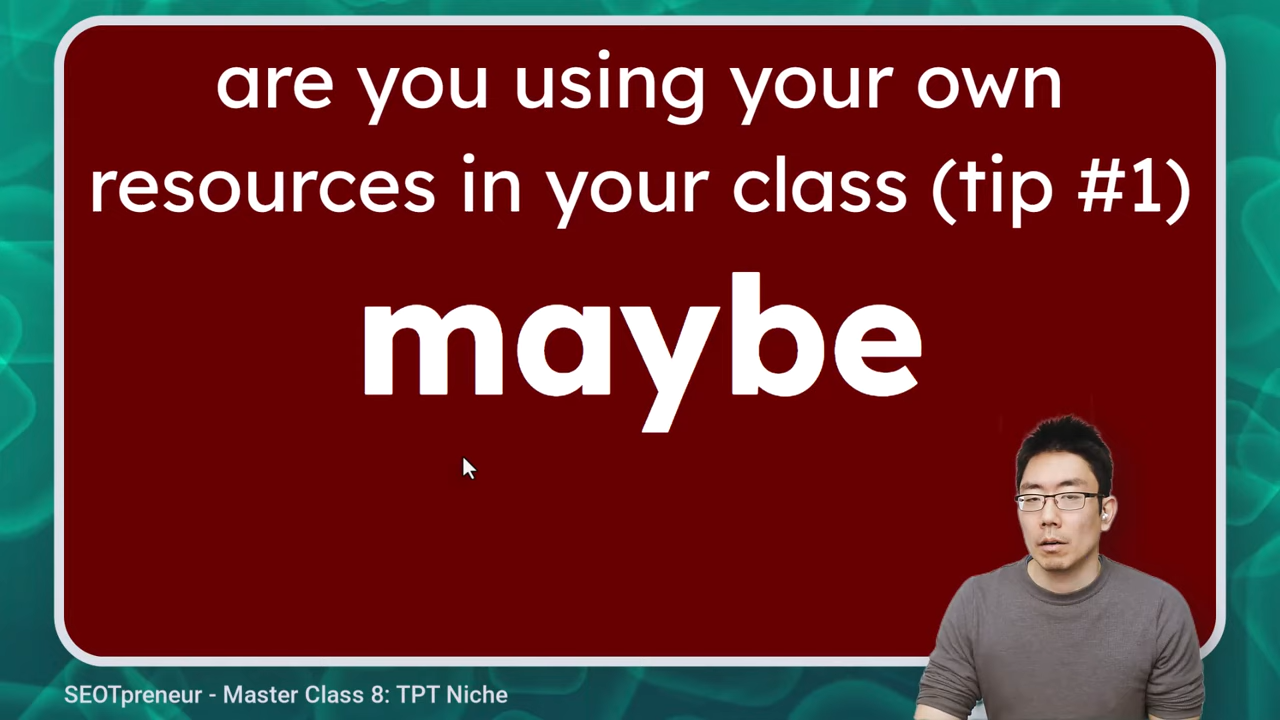 are you using your own
resources in your class (tip #1)
maybe
SEOTpreneur - Master Class 8: TPT Niche